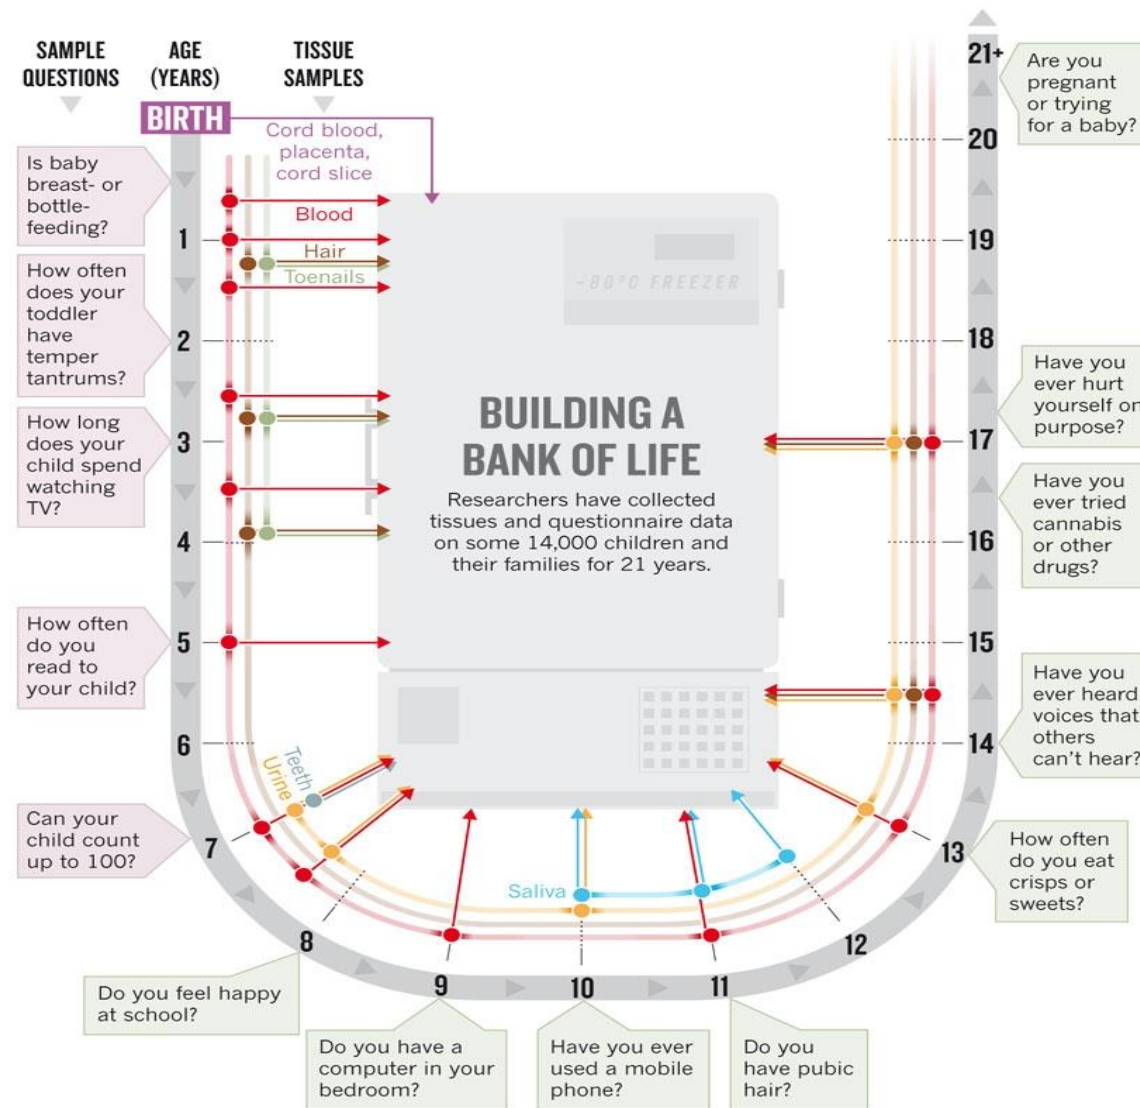 SAMPLE
QUESTIONS
AGE
(YEARS)
TISSUE
SAMPLES
BIRTH
Cord blood,
placenta,
cord slice
Is baby
breast- or
bottle-
feeding?
Blood
1
Hair
Toenails
How often
does your
toddler
have
temper
tantrums?
2
How long
does your
child spend
watching
TV?
3
4
How often
do you
read to
your child?
5
6
Can your
child count
up to 100?
7
Urine
Teeth
-80°C FREEZER
BUILDING A
BANK OF LIFE
Researchers have collected
tissues and questionnaire data
on some 14,000 children and
their families for 21 years.
Saliva
8
Do you feel happy
at school?
9
Do you have a
computer in your
bedroom?
10
Have you ever
used a mobile
phone?
11
Do you
have pubic
hair?
12
13
How often
do you eat
crisps or
sweets?
14
Have you
ever heard
voices that
others
can't hear?
15
16
Have you
ever tried
cannabis
or other
drugs?
17
Have you
ever hurt
yourself on
purpose?
18
19
20
21+
Are you
pregnant
or trying
for a baby?